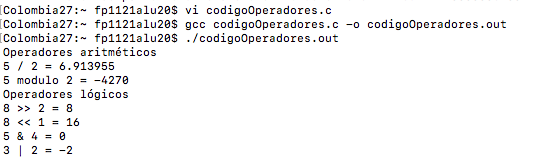 [Colombia27:~ fp1121alu20$ vi codigoOperadores.c
[Colombia27:~ fp1121alu20$ gcc codigoOperadores.c -o codigoOperadores.out
[Colombia27:~ fp1121alu20$ ./codigoOperadores.out
Operadores aritméticos
5 / 2 = 6.913955
5 modulo 2 = -4270
Operadores lógicos
8 >> 2 = 8
8 << 1 = 16
5 & 4 = 0
3 | 2 = -2